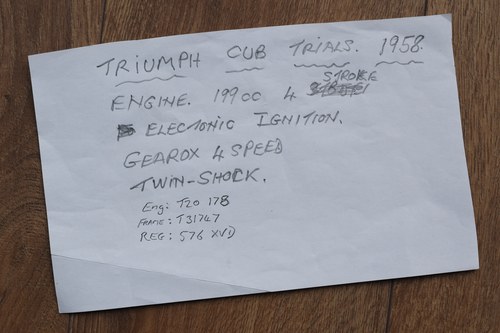 TRIUMPH CUB TRIALS. 1958.
ENGINE. 199cc 4 STROKE
ELECTONIC IGNITION.
GEAROX 4 SPEED
TWIN-SHOCK.
Eng: T20 178
FRAME: T31747
REG: 576 XVD